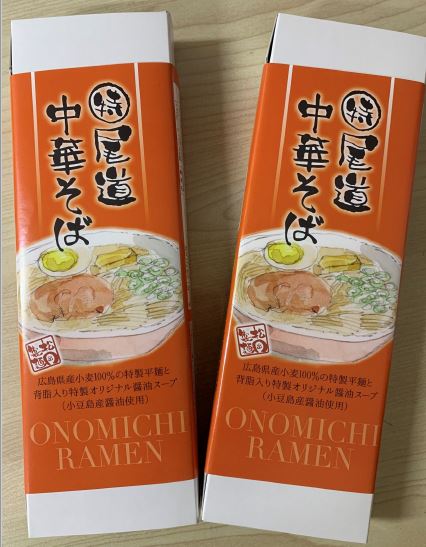 特
尾道
中華そば
広島県産小麦100%の特製平麺と
背脂入り特製オリジナル醤油スープ
(小豆島産醤油使用)
ONOMICHI
RAMEN
特
尾道
中華そば
広島県産小麦100%の特製平麺と
背脂入り特製オリジナル醤油スープ
(小豆島産醤油使用)
ONOMICHI
RAMEN